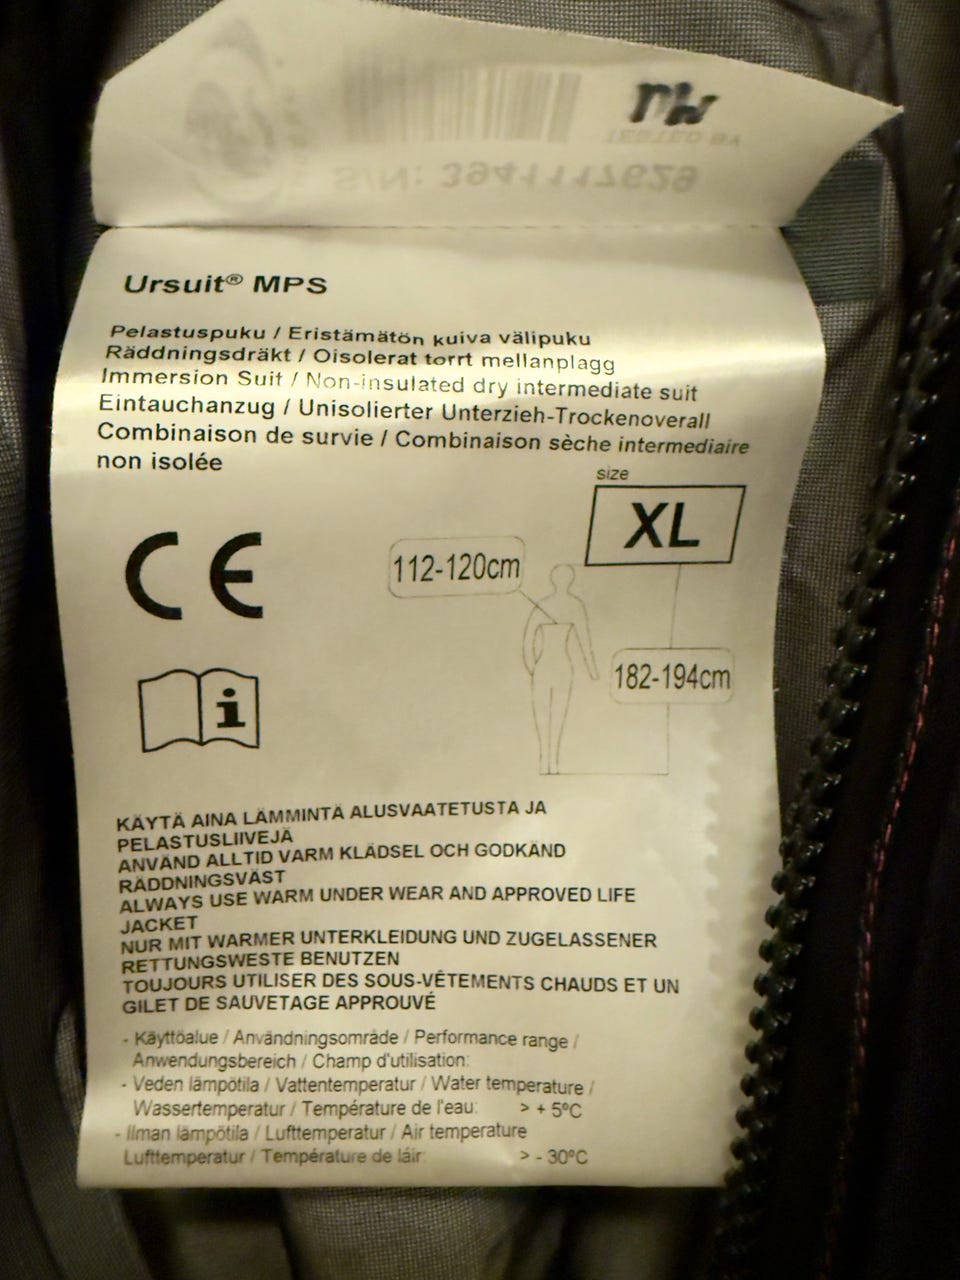 TESTED BY
S/N: 3941117629
Ursuit® MPS
Pelastuspuku / Eristämätön kuiva välipuku
Räddningsdräkt / Oisolerat torrt mellanplagg
Immersion Suit / Non-insulated dry intermediate suit
Eintauchanzug / Unisolierter Unterzieh-Trockenoverall
Combinaison de survie / Combinaison sèche intermediaire
non isolée
size
XL
CE
112-120cm
182-194cm
i
KÄYTÄ AINA LÄMMINTÄ ALUSVAATETUSTA JA
PELASTUSLIIVEJÄ
ANVÄND ALLTID VARM KLÄDSEL OCH GODKÄND
RÄDDNINGSVÄST
ALWAYS USE WARM UNDER WEAR AND APPROVED LIFE
JACKET
NUR MIT WARMER UNTERKLEIDUNG UND ZUGELASSENER
RETTUNGSWESTE BENUTZEN
TOUJOURS UTILISER DES SOUS-VÊTEMENTS CHAUDS ET UN
GILET DE SAUVETAGE APPROUVÉ
- Käyttöalue / Användningsområde / Performance range /
Anwendungsbereich / Champ d'utilisation:
- Veden lämpötila / Vattentemperatur / Water temperature /
Wassertemperatur / Température de l'eau: > + 5°C
- Ilman lämpötila / Lufttemperatur / Air temperature
Lufttemperatur / Température de láir > - 30°C